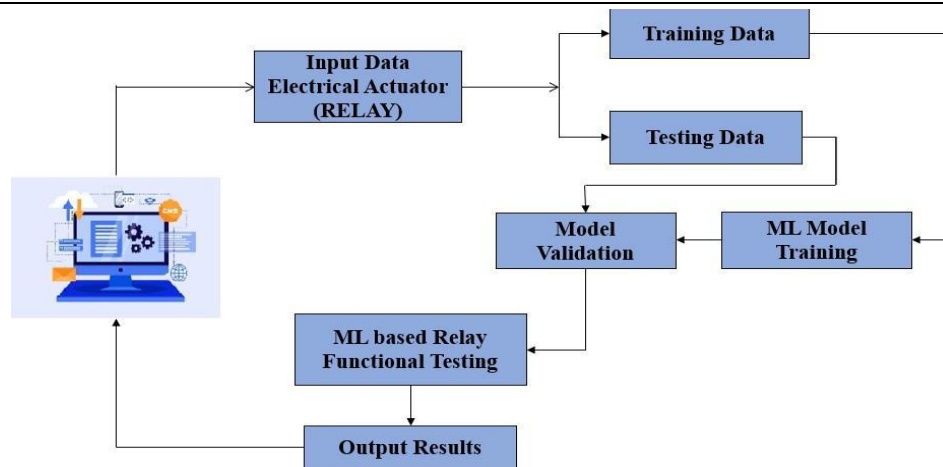 Training Data
Input Data
Electrical Actuator
(RELAY)
Testing Data
Model
Validation
ML Model
Training
ML based Relay
Functional Testing
Output Results